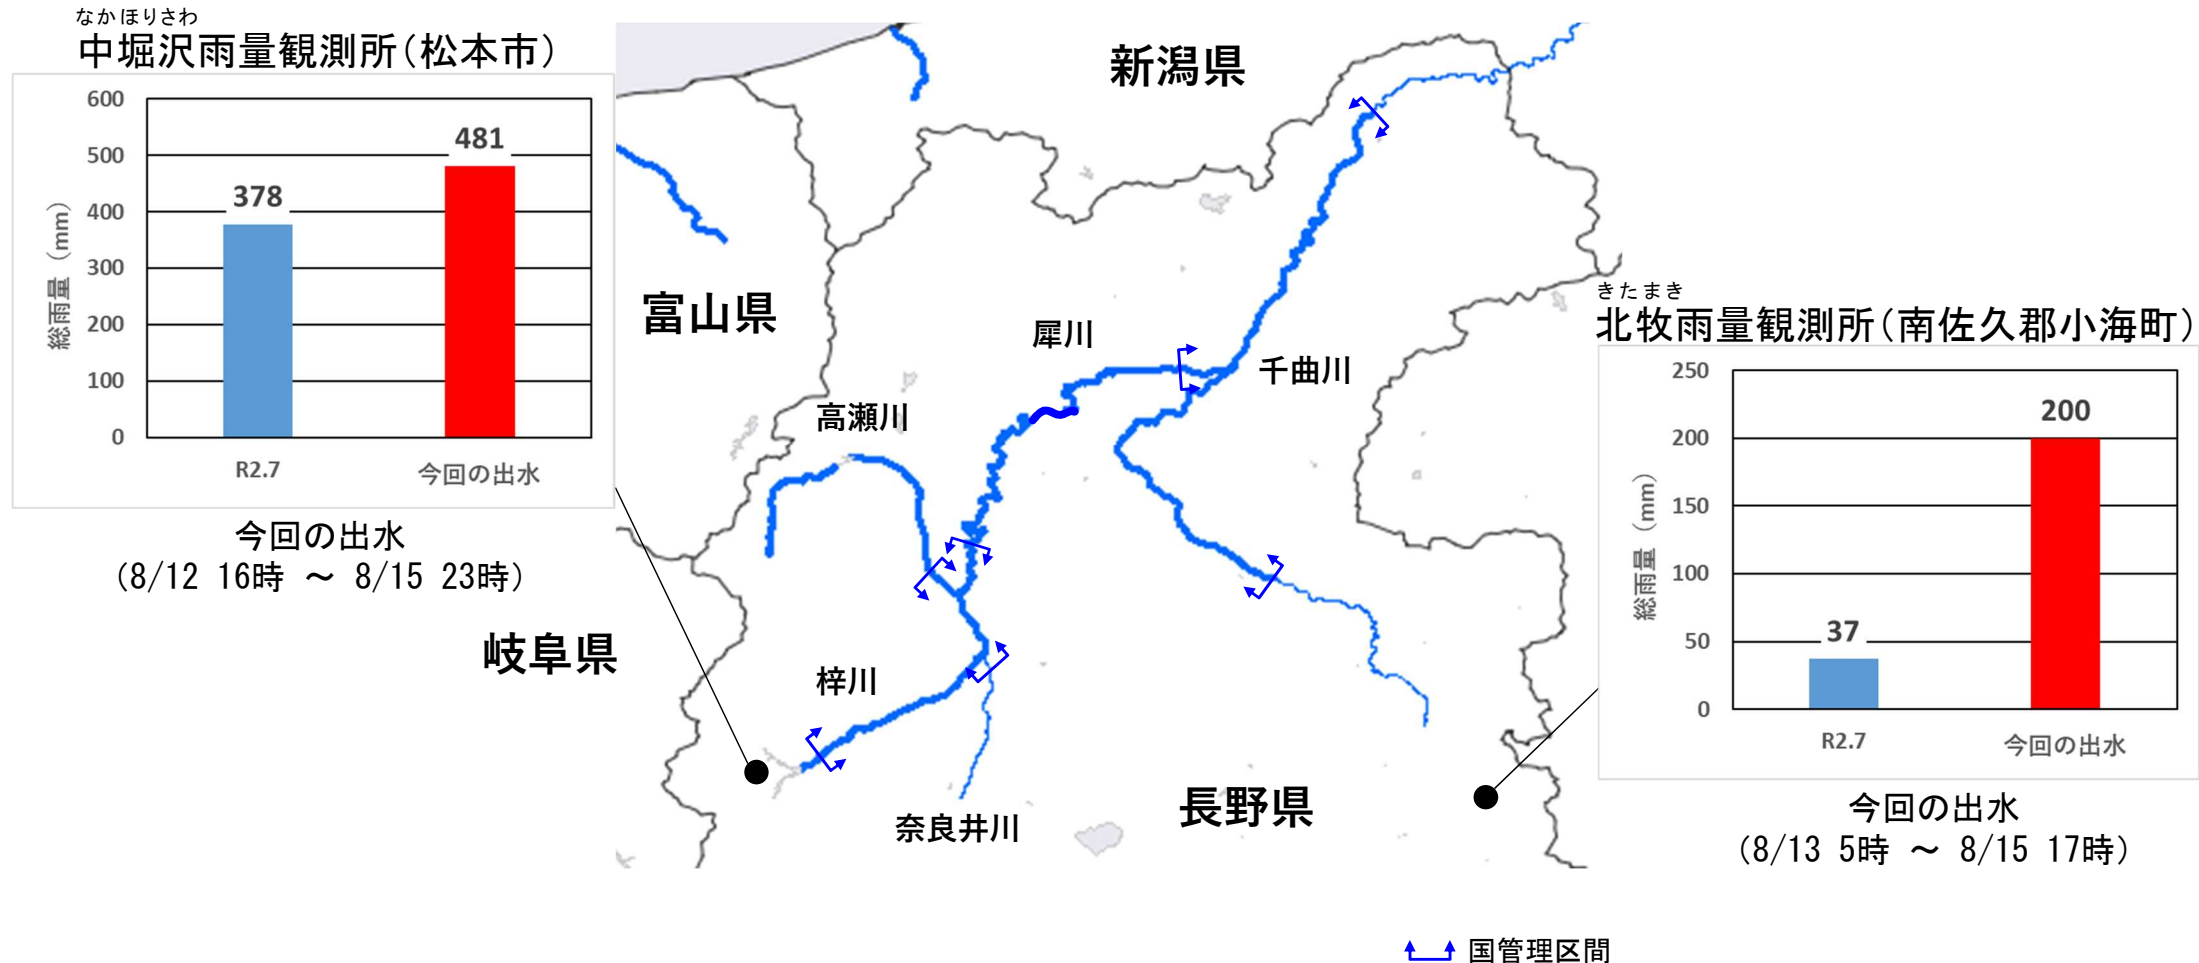 なかほりさわ
中堀沢雨量観測所（松本市）
600
500
400
300
200
100
0
総雨量（mm）
378
481
R2.7
今回の出水
今回の出水
（8/12 16時 ～ 8/15 23時）
新潟県
富山県
岐阜県
長野県
犀川
千曲川
高瀬川
梓川
奈良井川
きたまき
北牧雨量観測所（南佐久郡小海町）
250
200
150
100
50
0
総雨量（mm）
37
200
R2.7
今回の出水
今回の出水
（8/13 5時 ～ 8/15 17時）
国管理区間